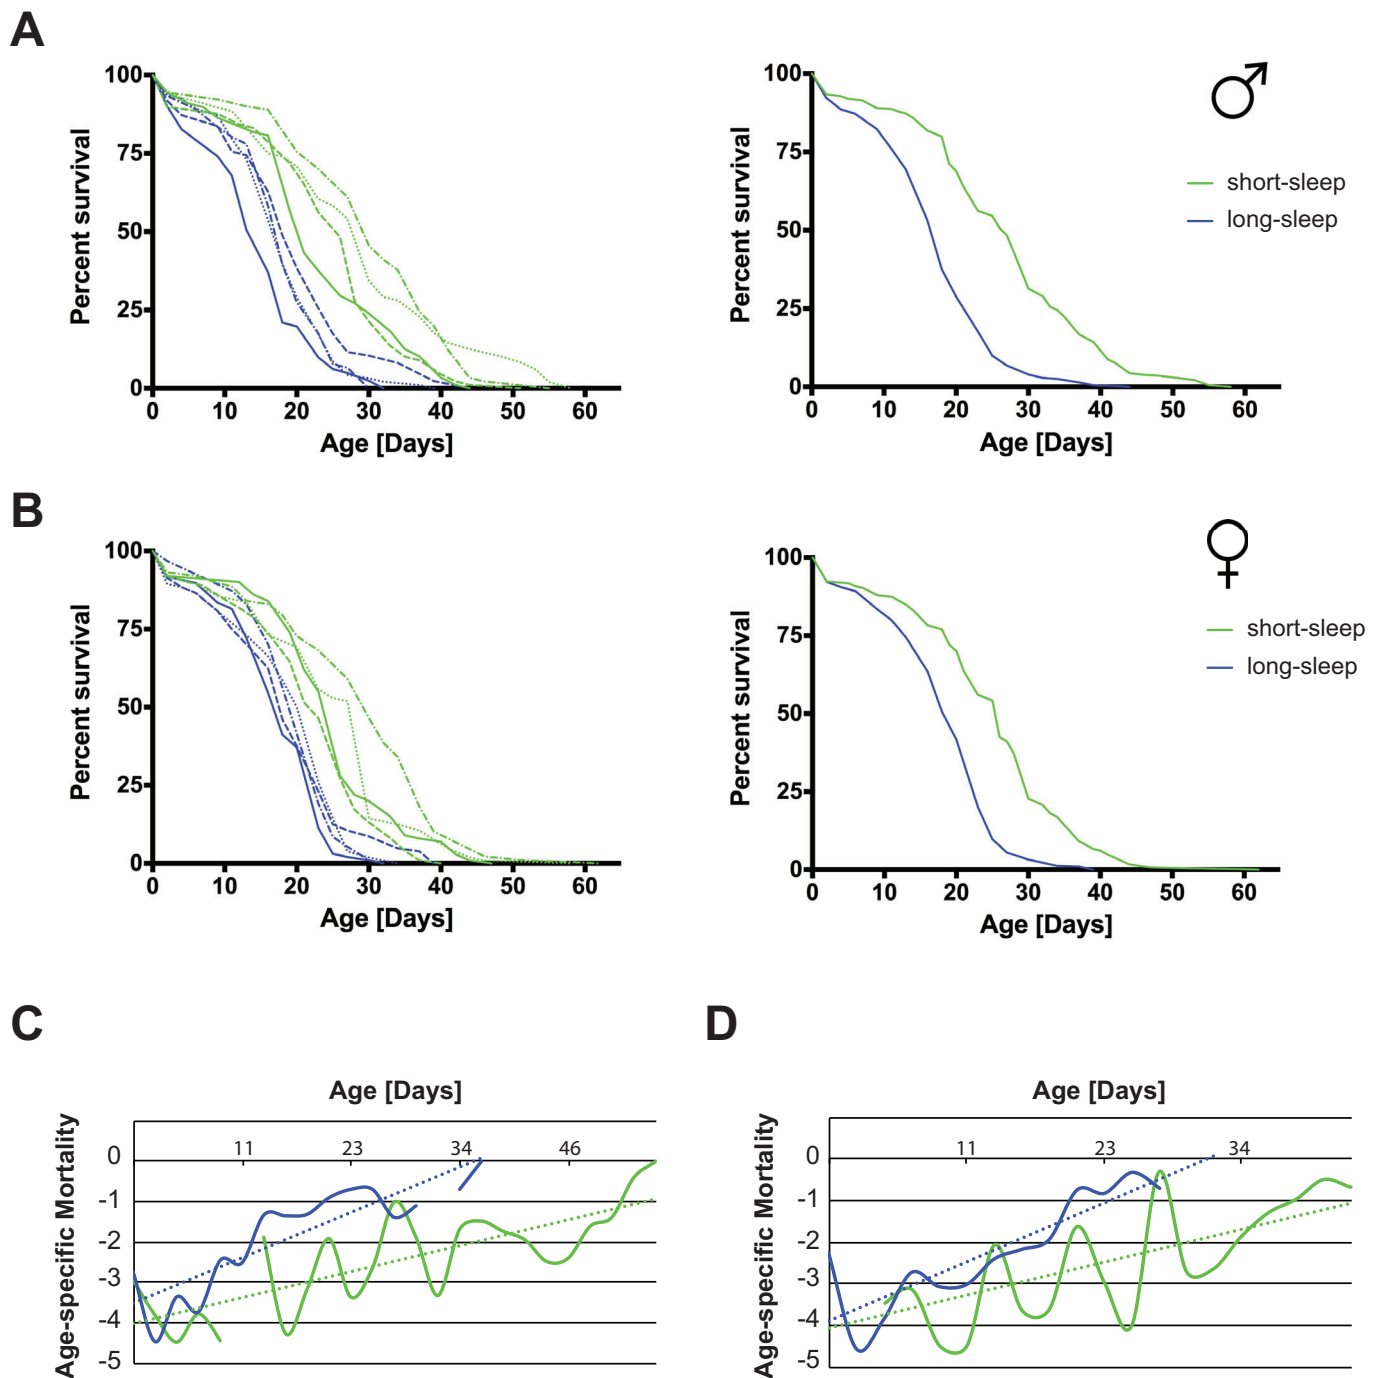 A
Percent survival
100
75
50
25
0
0 10 20 30 40 50 60
Age [Days]
Percent survival
100
75
50
25
0
0 10 20 30 40 50 60
Age [Days]
short-sleep
long-sleep
B
Percent survival
100
75
50
25
0
0 10 20 30 40 50 60
Age [Days]
Percent survival
100
75
50
25
0
0 10 20 30 40 50 60
Age [Days]
short-sleep
long-sleep
C
Age [Days]
Age-specific Mortality
11 23 34 46
0
-1
-2
-3
-4
-5
D
Age [Days]
Age-specific Mortality
11 23 34
0
-1
-2
-3
-4
-5